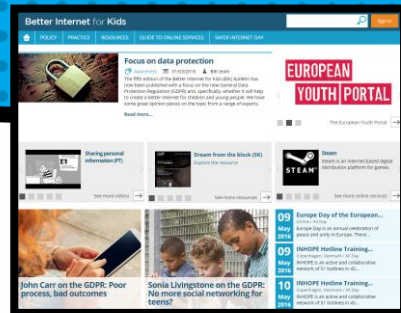 Better Internet for Kids
Sign in
POLICY PRACTICE RESOURCES GUIDE TO ONLINE SERVICES SAFER INTERNET DAY
Focus on data protection
Awareness 31/03/2016 BIK team
The fifth edition of the Better Internet for Kids (BIK) bulletin has
now been published with a focus on the new General Data
Protection Regulation (GDPR) and, specifically, whether it will help
to create a better internet for children and young people. We have
some great opinion pieces on the topic from a range of experts.
Read more...
EUROPEAN
YOUTH PORTAL
The European Youth Portal
Sharing personal
information (PT)
See more videos
Dream from the block (SK)
Explore the resource
See more resources
STEAM
Steam
Steam is an internet-based digital
distribution platform for games.
See more online services
John Carr on the GDPR: Poor
process, bad outcomes
Sonia Livingstone on the GDPR:
No more social networking for
teens?
09
May
2016
Europe Day of the European...
Online / All Day
Europe Day is an annual celebration of
peace and unity in Europe. There...
09
May
2016
INHOPE Hotline Training...
Copenhagen, Denmark / All Day
INHOPE is an active and collaborative
network of 51 hotlines in 45...
10
May
2016
INHOPE Hotline Training...
Copenhagen, Denmark / All Day
INHOPE is an active and collaborative
network of 51 hotlines in 45...